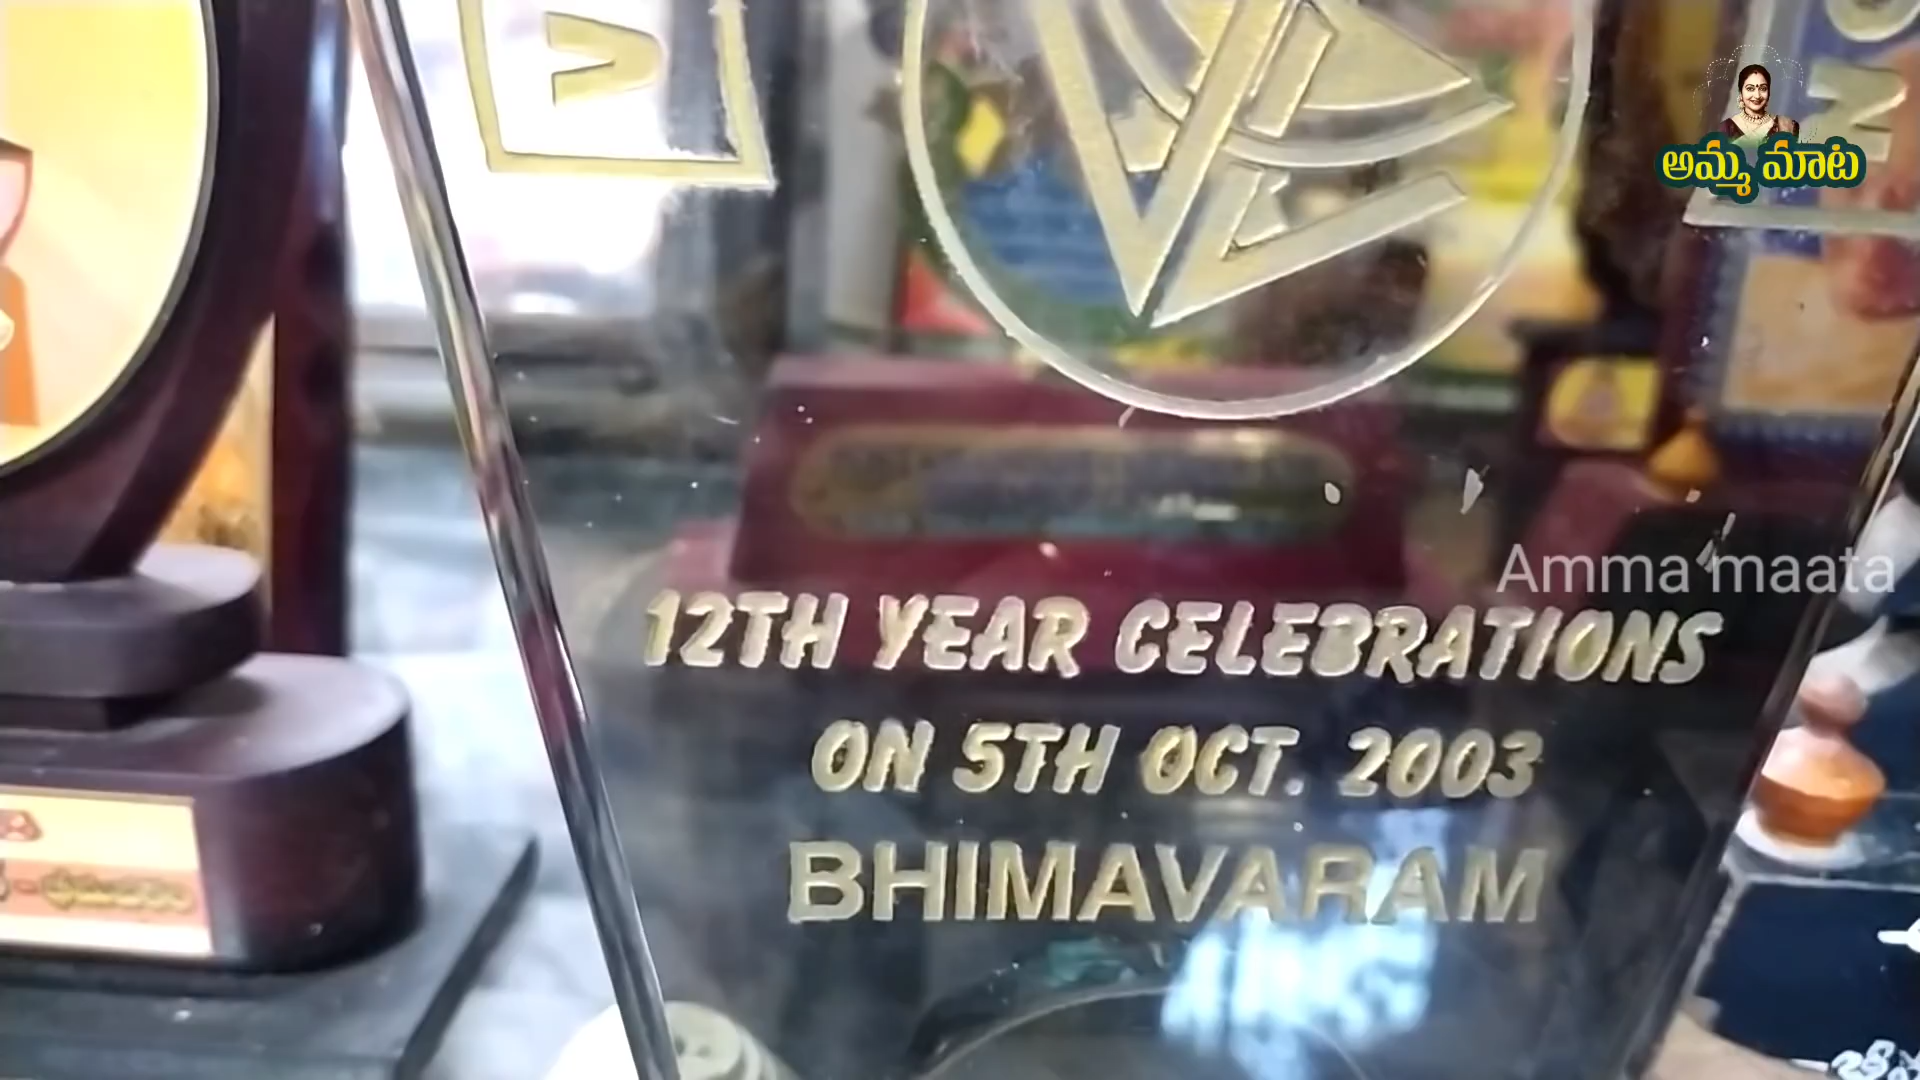 అమ్మ మాట
Amma maata
12TH YEAR CELEBRATIONS
ON 5TH OCT. 2003
BHIMAVARAM